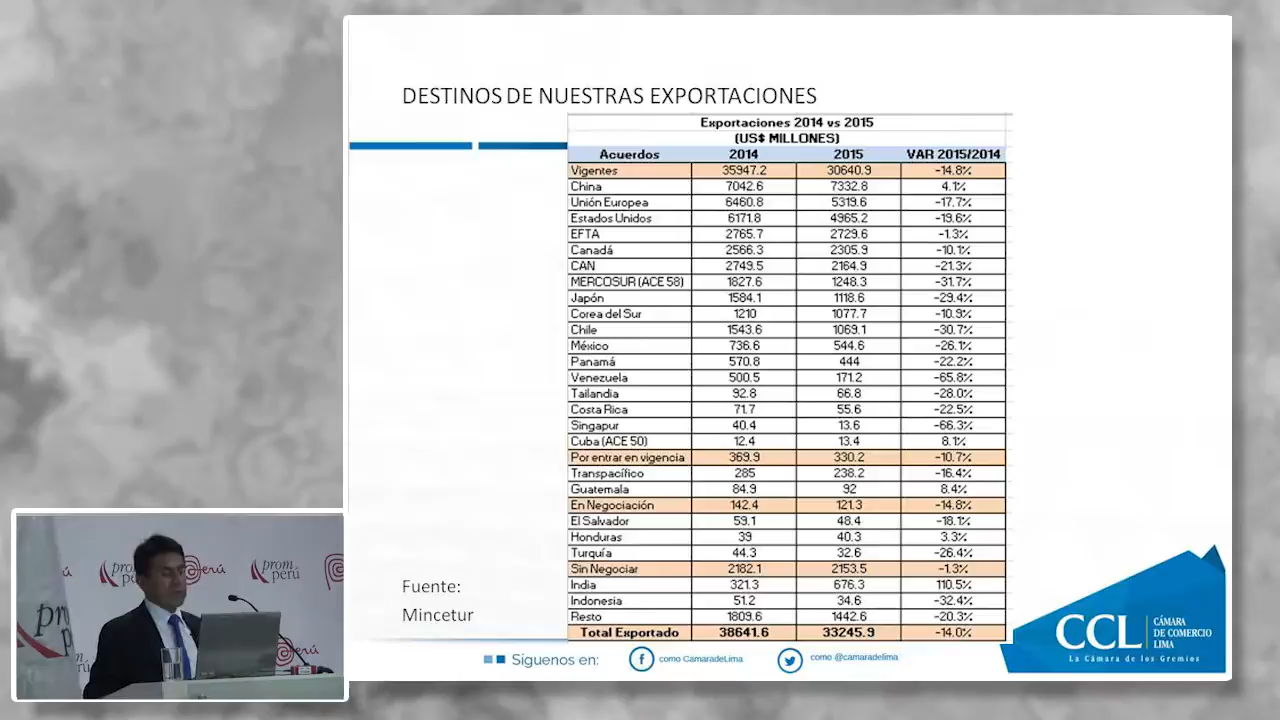 DESTINOS DE NUESTRAS EXPORTACIONES
Exportaciones 2014 vs 2015
(US$ MILLONES)
Acuerdos 2014 2015 VAR 2015/2014
Vigentes 35947.2 30640.9 -14.8%
China 7042.6 7332.8 4.1%
Unión Europea 6460.8 5319.6 -17.7%
Estados Unidos 6171.8 4965.2 -19.6%
EFTA 2765.7 2729.6 -1.3%
Canadá 2566.3 2305.9 -10.1%
CAN 2749.5 2164.9 -21.3%
MERCOSUR (ACE 58) 1827.6 1248.3 -31.7%
Japón 1584.1 1118.6 -29.4%
Corea del Sur 1210 1077.7 -10.9%
Chile 1543.6 1069.1 -30.7%
México 736.6 544.6 -26.1%
Panamá 570.8 444 -22.2%
Venezuela 500.5 171.2 -65.8%
Tailandia 92.8 66.8 -28.0%
Costa Rica 71.7 55.6 -22.5%
Singapur 40.4 13.6 -66.3%
Cuba (ACE 50) 12.4 13.4 8.1%
Por entrar en vigencia 369.9 330.2 -10.7%
Transpacífico 285 238.2 -16.4%
Guatemala 84.9 92 8.4%
En Negociación 142.4 121.3 -14.8%
El Salvador 59.1 48.4 -18.1%
Honduras 39 40.3 3.3%
Turquía 44.3 32.6 -26.4%
Sin Negociar 2182.1 2153.5 -1.3%
India 321.3 676.3 110.5%
Indonesia 51.2 34.6 -32.4%
Resto 1809.6 1442.6 -20.3%
Total Exportado 38641.6 33245.9 -14.0%
Fuente:
Mincetur
Síguenos en: como CamaradeLima como @camaradelima
CCL CÁMARA
DE COMERCIO
LIMA
La Cámara de los Gremios
prom
perú